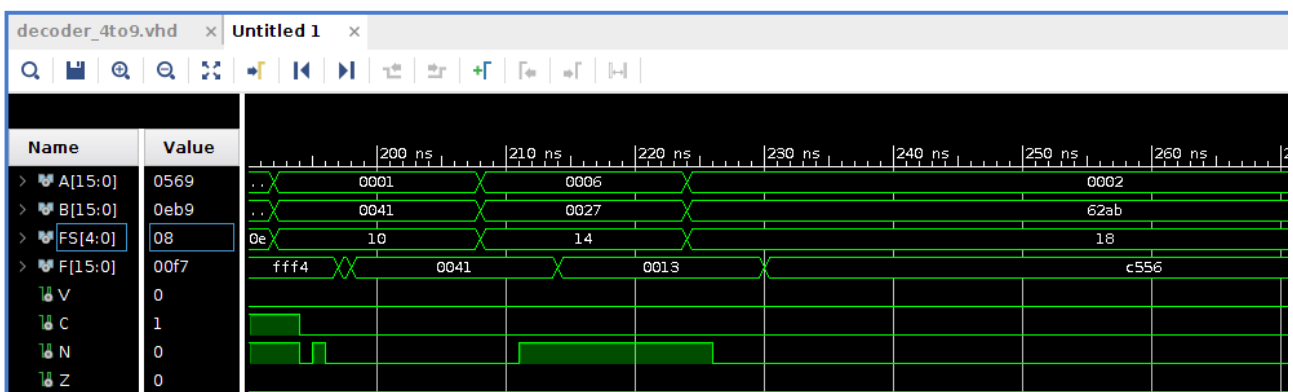 decoder_4to9.vhd × Untitled 1 ×
Name Value
200 ns 210 ns 220 ns 230 ns 240 ns 250 ns 260 ns 2
> A[15:0] 0569 .. 0001 0006 0002
> B[15:0] 0eb9 .. 0041 0027 62ab
> FS[4:0] 08 0e 10 14 18
> F[15:0] 00f7 fff4 0041 0013 c556
V 0
C 1
N 0
Z 0